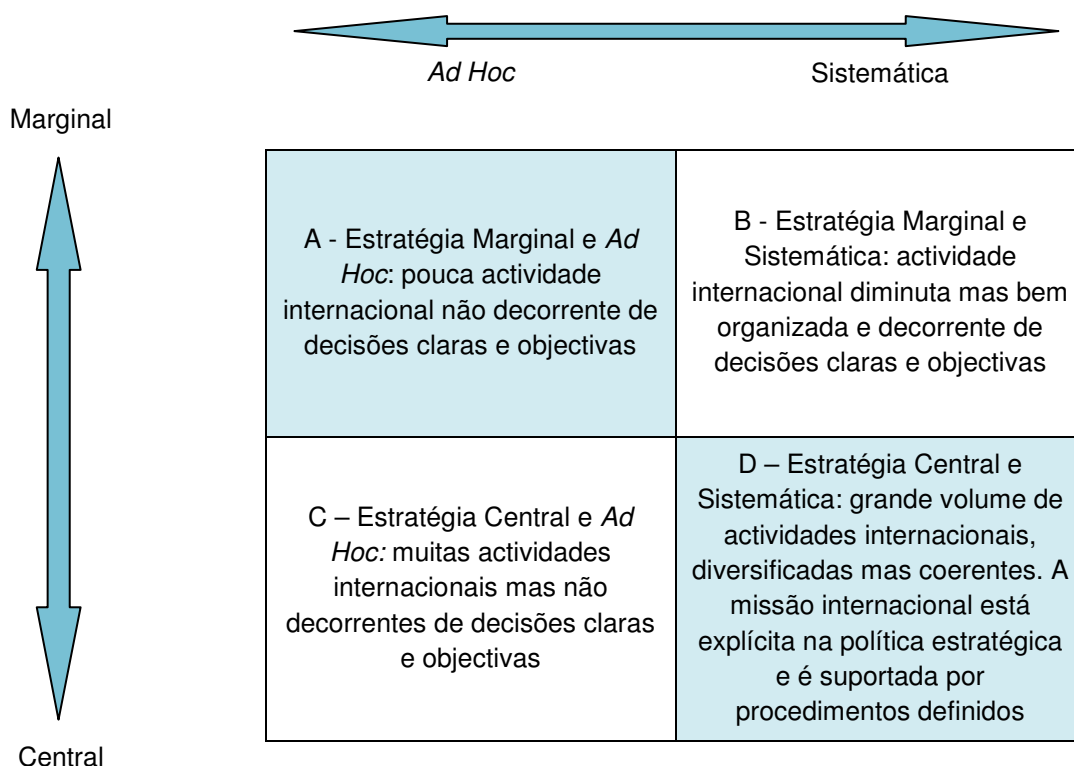 Ad Hoc
Sistemática
Marginal
A - Estratégia Marginal e Ad
Hoc: pouca actividade
internacional não decorrente de
decisões claras e objectivas
B - Estratégia Marginal e
Sistemática: actividade
internacional diminuta mas bem
organizada e decorrente de
decisões claras e objectivas
C – Estratégia Central e Ad
Hoc: muitas actividades
internacionais mas não
decorrentes de decisões claras
e objectivas
D – Estratégia Central e
Sistemática: grande volume de
actividades internacionais,
diversificadas mas coerentes. A
missão internacional está
explícita na política estratégica
e é suportada por
procedimentos definidos
Central